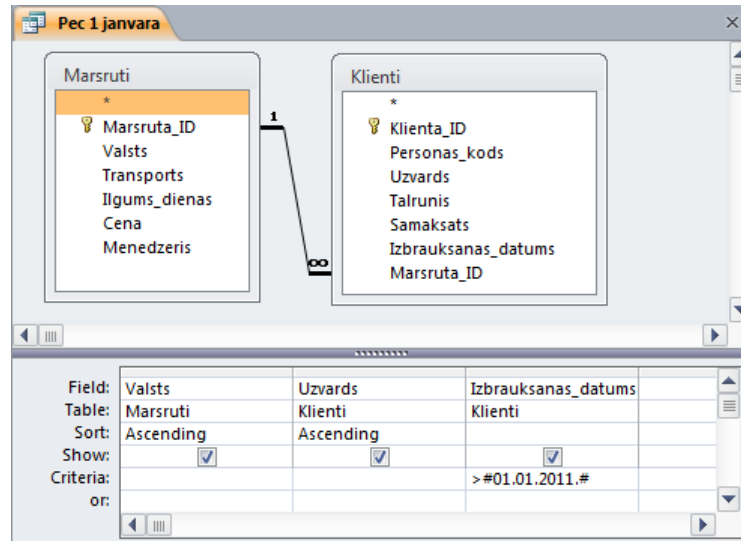 Pec 1 janvara
Marsruti
*
Marsruta_ID
Valsts
Transports
Ilgums_dienas
Cena
Menedzeris
1
∞
Klienti
*
Klienta_ID
Personas_kods
Uzvards
Talrunis
Samaksats
Izbrauksanas_datums
Marsruta_ID
Field: Valsts Uzvards Izbrauksanas_datums
Table: Marsruti Klienti Klienti
Sort: Ascending Ascending
Show:
Criteria: >#01.01.2011.#
or: